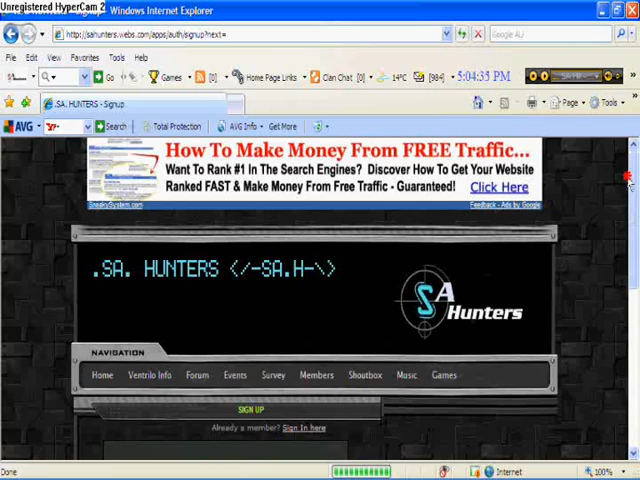 Unregistered HyperCam 2
Signup - Windows Internet Explorer
http://sahunters.webs.com/apps/auth/signup?next=
Google AU
File Edit View Favorites Tools Help
Go Games (0) Home Page Links Clan Chat 14°C [984] 5:04:35 PM
.SA. HUNTERS - Signup
Page Tools
AVG Y! Search Total Protection AVG Info Get More
How To Make Money From FREE Traffic...
Want To Rank #1 In The Search Engines? Discover How To Get Your Website
Ranked FAST & Make Money From Free Traffic - Guaranteed! Click Here
SneakySystem.com Feedback - Ads by Google
.SA. HUNTERS </-SA.H-\>
SA Hunters
NAVIGATION
Home Ventrilo Info Forum Events Survey Members Shoutbox Music Games
SIGN UP
Already a member? Sign In here
Done Internet 100%